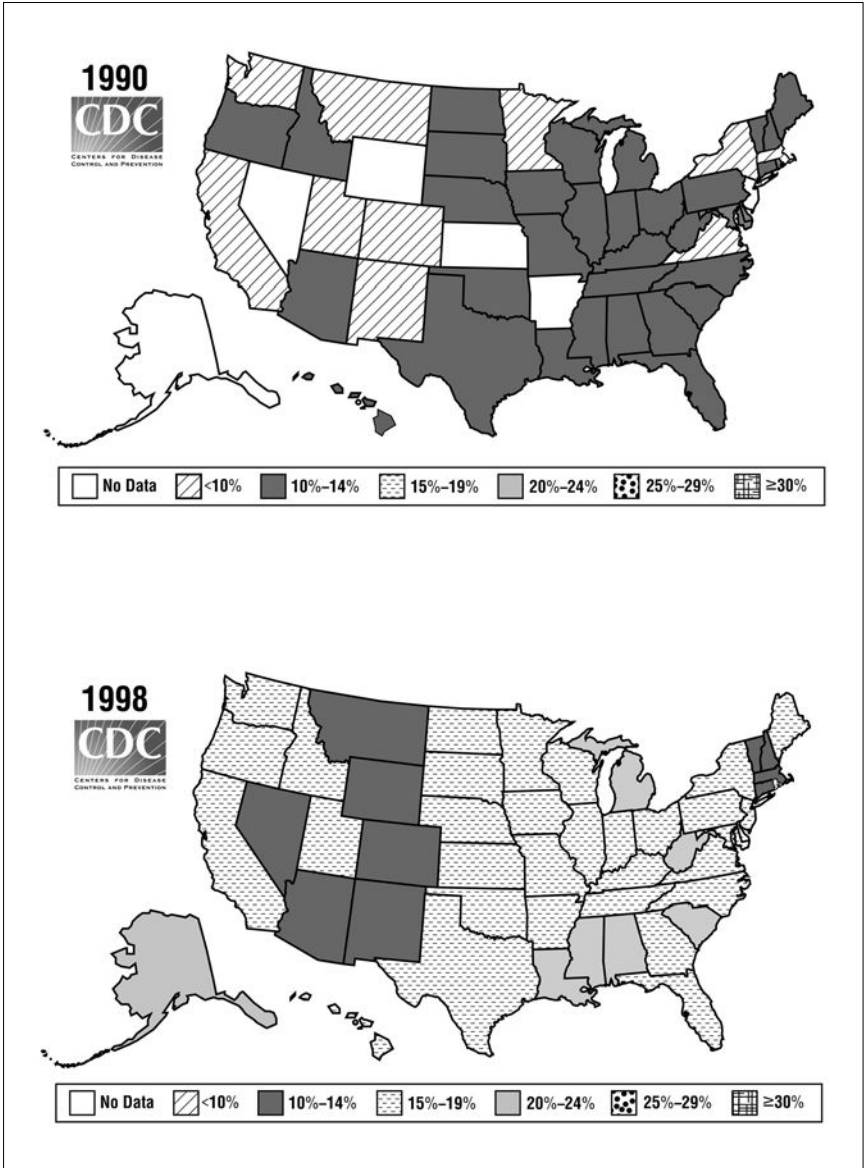 1990
CDC
CENTERS FOR DISEASE
CONTROL AND PREVENTION
No Data <10% 10%–14% 15%–19% 20%–24% 25%–29% ≥30%
1998
CDC
CENTERS FOR DISEASE
CONTROL AND PREVENTION
No Data <10% 10%–14% 15%–19% 20%–24% 25%–29% ≥30%